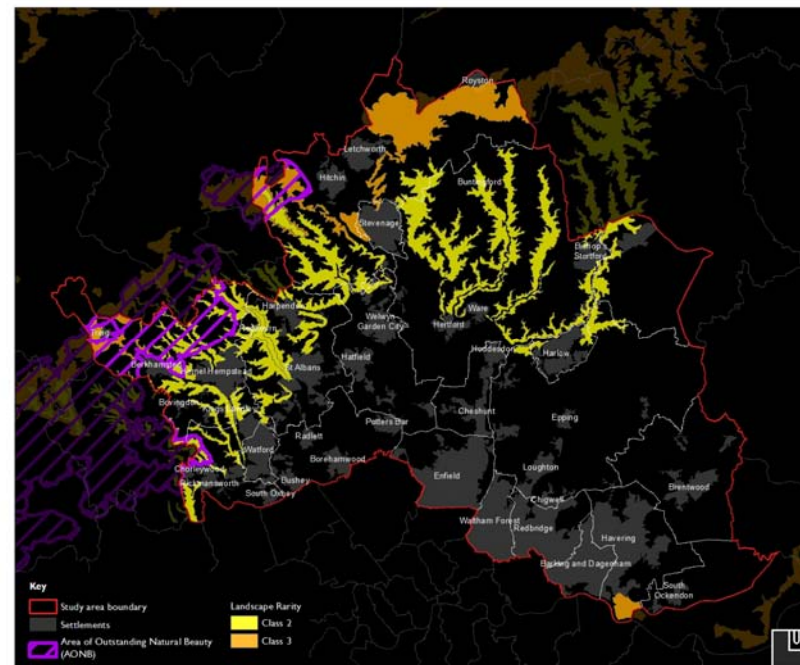 Royston
Letchworth
Hitchin
Buntingford
Stevenage
Bishop's
Stortford
Harpenden
Welwyn
Garden City
Ware
Hertford
Tring
Berkhamsted
Hemel Hempstead
St Albans
Hatfield
Hoddesdon
Harlow
Bovingdon
Kings Langley
Cheshunt
Epping
Potters Bar
Radlett
Watford
Borehamwood
Chorleywood
Rickmansworth
Bushey
South Oxhey
Enfield
Loughton
Brentwood
Chigwell
Waltham Forest
Redbridge
Havering
Barking and Dagenham
South
Ockendon
Key
Study area boundary
Settlements
Area of Outstanding Natural Beauty
(AONB)
Landscape Rarity
Class 2
Class 3